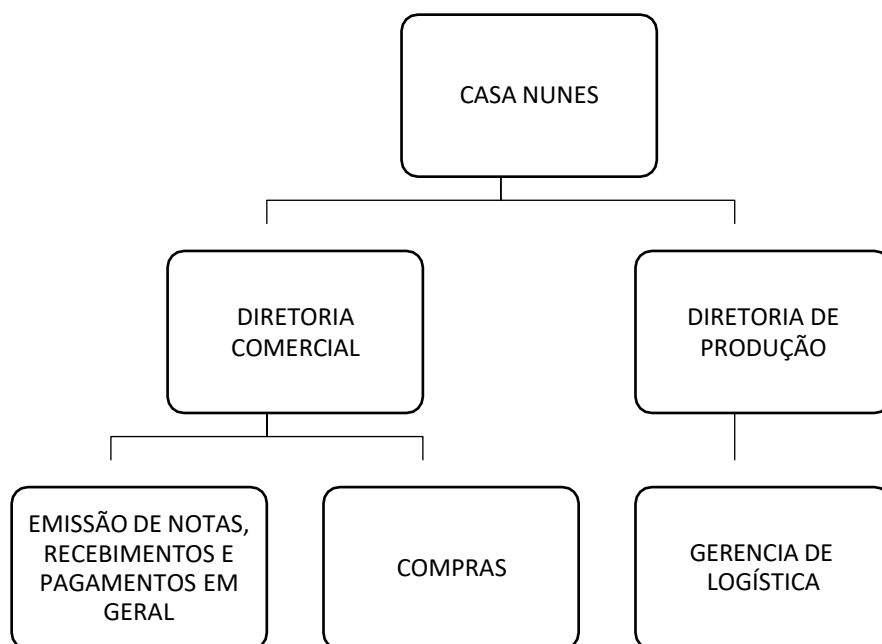 CASA NUNES
DIRETORIA
COMERCIAL
DIRETORIA DE
PRODUÇÃO
EMISSÃO DE NOTAS,
RECEBIMENTOS E
PAGAMENTOS EM
GERAL
COMPRAS
GERENCIA DE
LOGÍSTICA